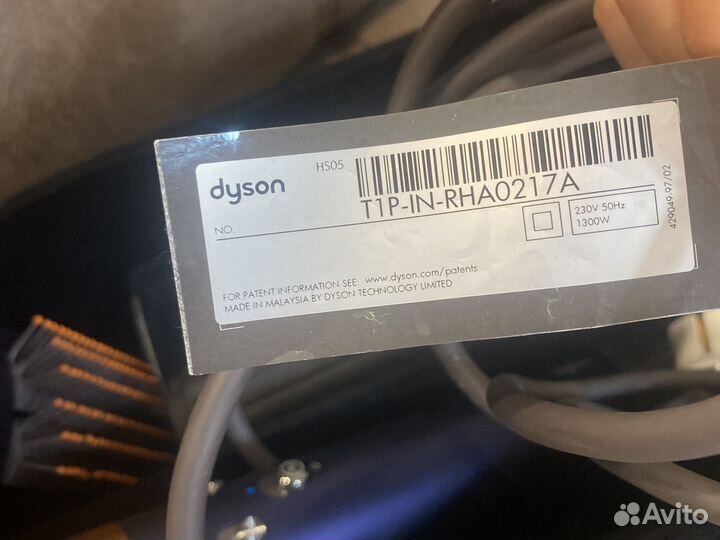 HS05
dyson
T1P-IN-RHA0217A
NO.
230V 50Hz
1300W
429049-97/02
FOR PATENT INFORMATION SEE: www.dyson.com/patents
MADE IN MALAYSIA BY DYSON TECHNOLOGY LIMITED
Avito